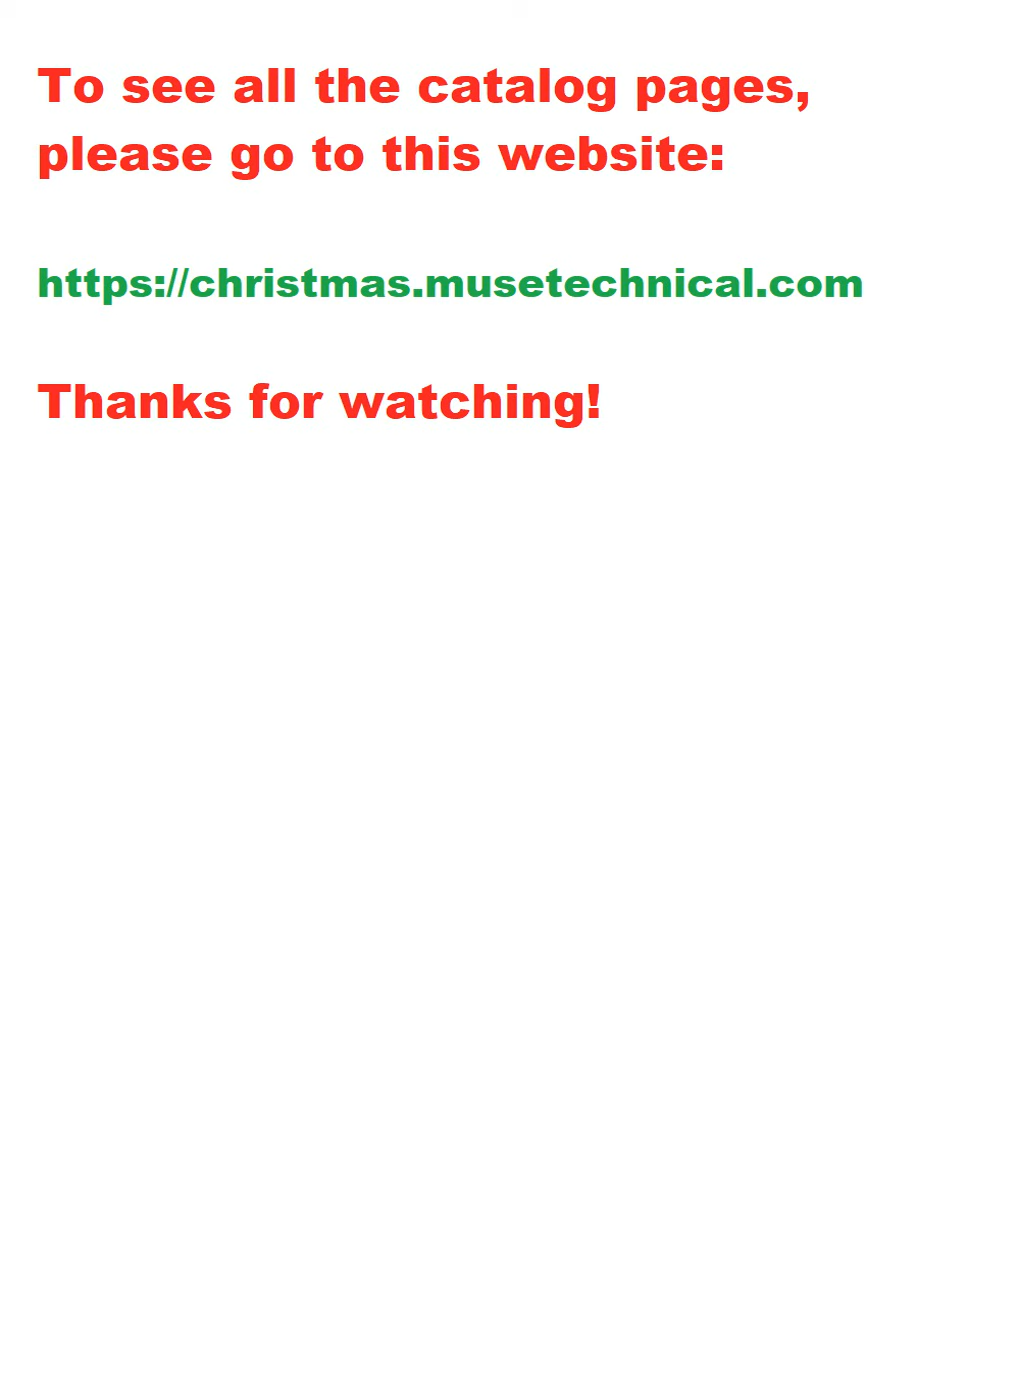 To see all the catalog pages,
please go to this website:
https://christmas.musetechnical.com
Thanks for watching!